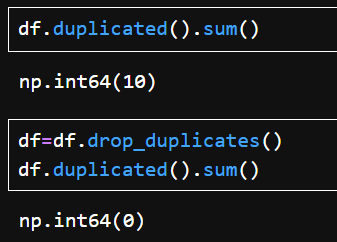 df.duplicated().sum()
np.int64(10)
df=df.drop_duplicates()
df.duplicated().sum()
np.int64(0)